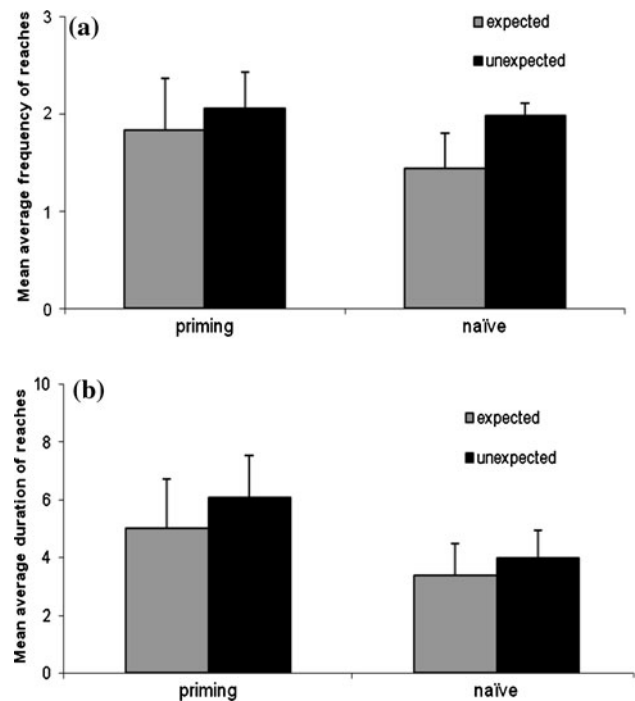 (a)
Mean average frequency of reaches
3
2
1
0
expected
unexpected
priming
naïve
(b)
Mean average duration of reaches
10
8
6
4
2
0
expected
unexpected
priming
naïve